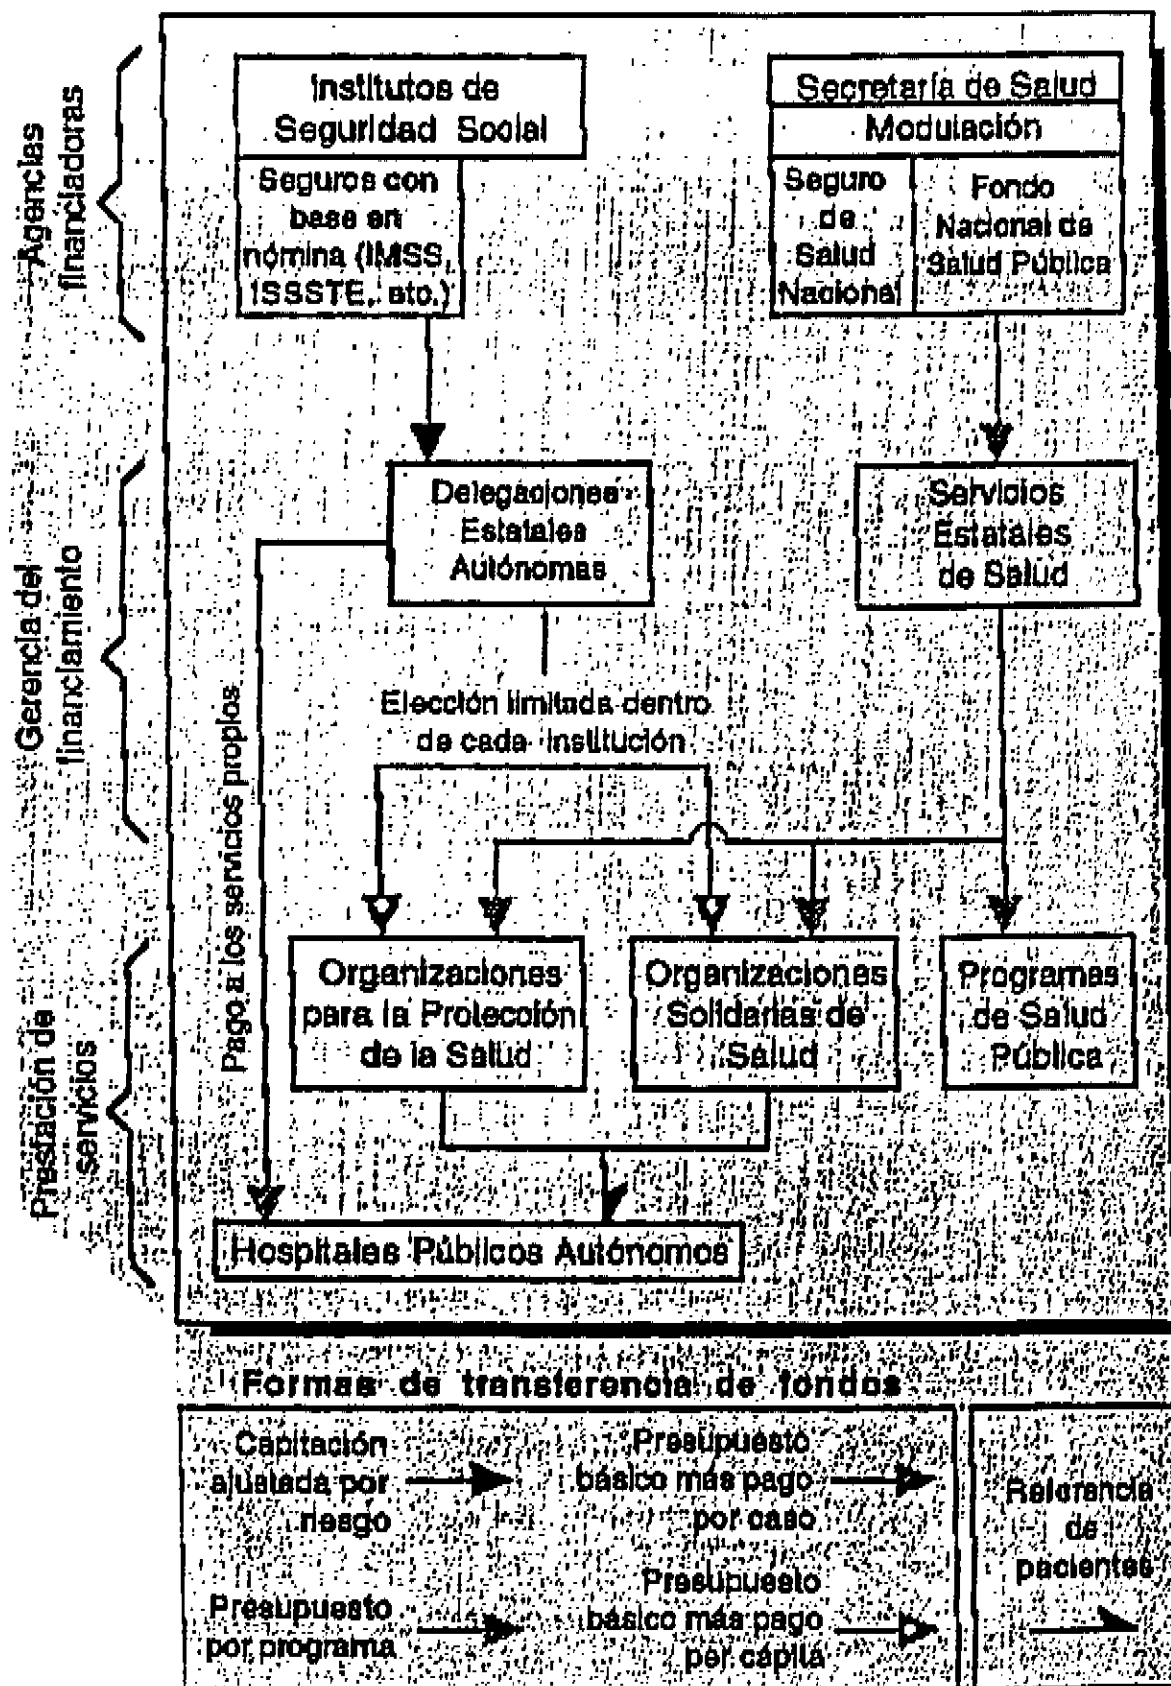 Agencias
financiadoras
Institutos de
Seguridad Social
Seguros con
base en
nómina (IMSS,
ISSSTE, etc.)
Secretaría de Salud
Modulación
Seguro
de
Salud
Nacional
Fondo
Nacional de
Salud Pública
Gerencia del
financiamiento
Delegaciones
Estatales
Autónomas
Servicios
Estatales
de Salud
Elección limitada dentro
de cada institución
Pago a los servicios propios
Prestación de
servicios
Organizaciones
para la Protección
de la Salud
Organizaciones
Solidarias de
Salud
Programas
de Salud
Pública
Hospitales Públicos Autónomos
Formas de transferencia de fondos
Capitación
ajustada por
riesgo
Presupuesto
básico más pago
por caso
Presupuesto
por programa
Presupuesto
básico más pago
per cápita
Referencia
de
pacientes